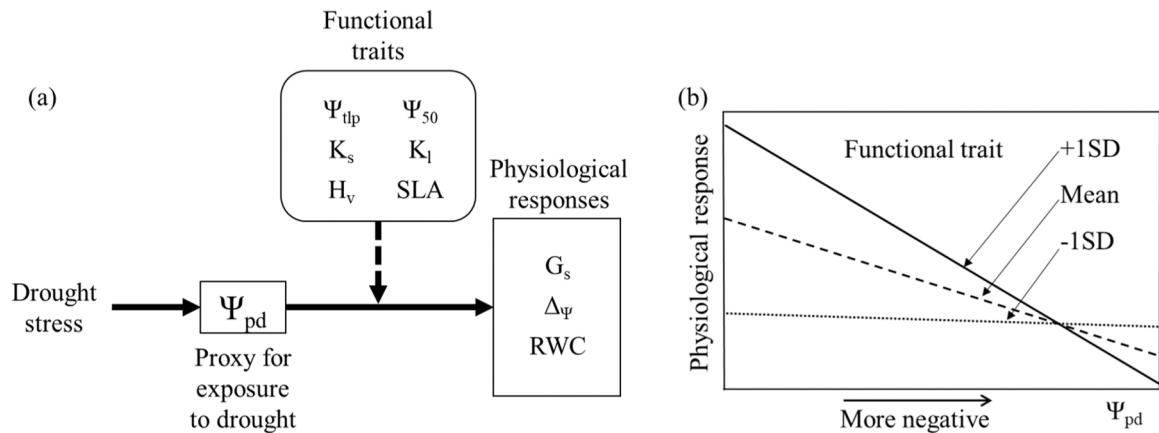 (a)
Functional
traits
Ψtlp Ψ50
Ks Kl
Hv SLA
Drought
stress
Ψpd
Proxy for
exposure
to drought
Physiological
responses
Gs
ΔΨ
RWC
(b)
Physiological response
Functional trait
+1SD
Mean
-1SD
More negative
Ψpd